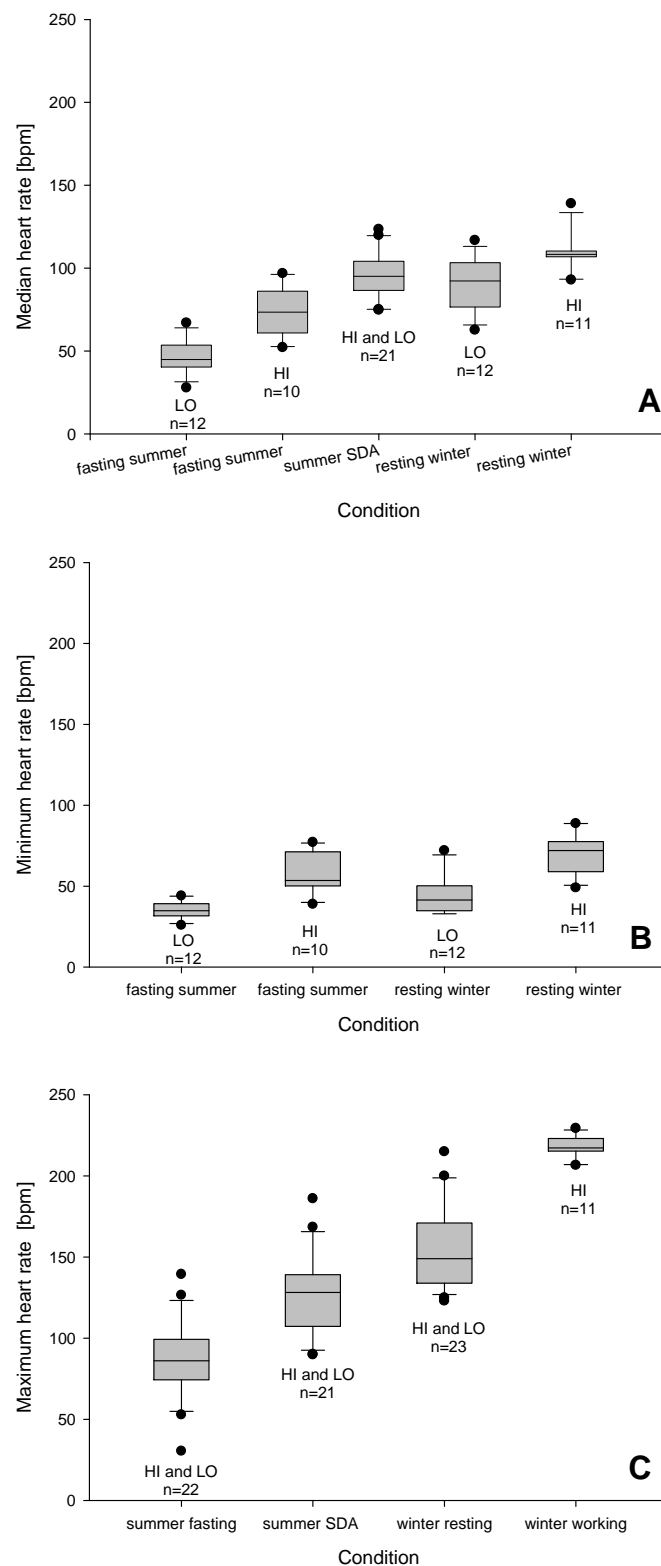 250
200
150
100
50
0
Median heart rate [bpm]
LO
n=12
HI
n=10
HI and LO
n=21
LO
n=12
HI
n=11
A
fasting summer
fasting summer
summer SDA
resting winter
resting winter
Condition
250
200
150
100
50
0
Minimum heart rate [bpm]
LO
n=12
HI
n=10
LO
n=12
HI
n=11
B
fasting summer
fasting summer
resting winter
resting winter
Condition
250
200
150
100
50
0
Maximum heart rate [bpm]
HI and LO
n=22
HI and LO
n=21
HI and LO
n=23
HI
n=11
C
summer fasting
summer SDA
winter resting
winter working
Condition